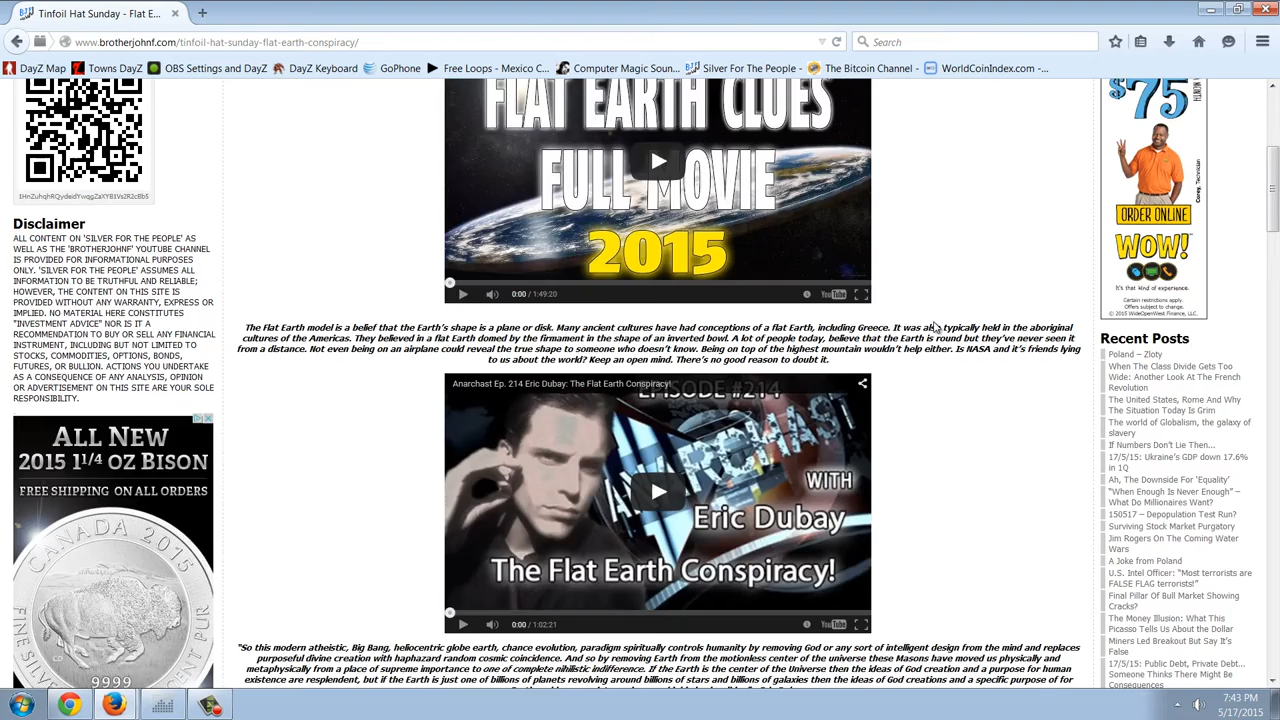 Tinfoil Hat Sunday - Flat E...
www.brotherjohnf.com/tinfoil-hat-sunday-flat-earth-conspiracy/
Search
DayZ Map
Towns DayZ
OBS Settings and DayZ
DayZ Keyboard
GoPhone
Free Loops - Mexico C...
Computer Magic Soun...
Silver For The People -
The Bitcoin Channel -
WorldCoinIndex.com -...
1HnZuhqhRQydeidYwqgZaXYB1Vs2R2cBb5
Disclaimer
ALL CONTENT ON 'SILVER FOR THE PEOPLE' AS
WELL AS THE 'BROTHERJOHNF' YOUTUBE CHANNEL
IS PROVIDED FOR INFORMATIONAL PURPOSES
ONLY. 'SILVER FOR THE PEOPLE' ASSUMES ALL
INFORMATION TO BE TRUTHFUL AND RELIABLE;
HOWEVER, THE CONTENT ON THIS SITE IS
PROVIDED WITHOUT ANY WARRANTY, EXPRESS OR
IMPLIED. NO MATERIAL HERE CONSTITUTES
"INVESTMENT ADVICE" NOR IS IT A
RECOMMENDATION TO BUY OR SELL ANY FINANCIAL
INSTRUMENT, INCLUDING BUT NOT LIMITED TO
STOCKS, COMMODITIES, OPTIONS, BONDS,
FUTURES, OR BULLION. ACTIONS YOU UNDERTAKE
AS A CONSEQUENCE OF ANY ANALYSIS, OPINION
OR ADVERTISEMENT ON THIS SITE ARE YOUR SOLE
RESPONSIBILITY.
ALL NEW
2015 1¼ OZ BISON
FREE SHIPPING ON ALL ORDERS
CANADA 2015
9999
FLAT EARTH CLUES
FULL MOVIE
2015
0:00 / 1:49:20
YouTube
The Flat Earth model is a belief that the Earth's shape is a plane or disk. Many ancient cultures have had conceptions of a flat Earth, including Greece. It was also typically held in the aboriginal
cultures of the Americas. They believed in a flat Earth domed by the firmament in the shape of an inverted bowl. A lot of people today, believe that the Earth is round but they've never seen it
from a distance. Not even being on an airplane could reveal the true shape to someone who doesn't know. Being on top of the highest mountain wouldn't help either. Is NASA and it's friends lying
to us about the world? Keep an open mind. There's no good reason to doubt it.
Anarchast Ep. 214 Eric Dubay: The Flat Earth Conspiracy!
EPISODE #214
WITH
Eric Dubay
The Flat Earth Conspiracy!
0:00 / 1:02:21
YouTube
"So this modern atheistic, Big Bang, heliocentric globe earth, chance evolution, paradigm spiritually controls humanity by removing God or any sort of intelligent design from the mind and replaces
purposeful divine creation with haphazard random cosmic coincidence. And so by removing Earth from the motionless center of the universe these Masons have moved us physically and
metaphysically from a place of supreme importance to one of complete nihilistic indifference. If the Earth is the center of the Universe then the ideas of God creation and a purpose for human
existence are resplendent, but if the Earth is just one of billions of planets revolving around billions of stars and billions of galaxies then the ideas of God creations and a specific purpose of for
$75
MONTH
Corey, Technician
ORDER ONLINE
WOW!
It's that kind of experience.
Certain restrictions apply.
Offers subject to change.
© 2015 WideOpenWest Finance, LLC.
Recent Posts
Poland – Zloty
When The Class Divide Gets Too
Wide: Another Look At The French
Revolution
The United States, Rome And Why
The Situation Today Is Grim
The world of Globalism, the galaxy of
slavery
If Numbers Don't Lie Then...
17/5/15: Ukraine's GDP down 17.6%
in 1Q
Ah, The Downside For 'Equality'
"When Enough Is Never Enough" –
What Do Millionaires Want?
150517 – Depopulation Test Run?
Surviving Stock Market Purgatory
Jim Rogers On The Coming Water
Wars
A Joke from Poland
U.S. Intel Officer: "Most terrorists are
FALSE FLAG terrorists!"
Final Pillar Of Bull Market Showing
Cracks?
The Money Illusion: What This
Picasso Tells Us About the Dollar
Miners Led Breakout But Say It's
False
17/5/15: Public Debt, Private Debt...
Someone Thinks There Might Be
Consequences
7:43 PM
5/17/2015